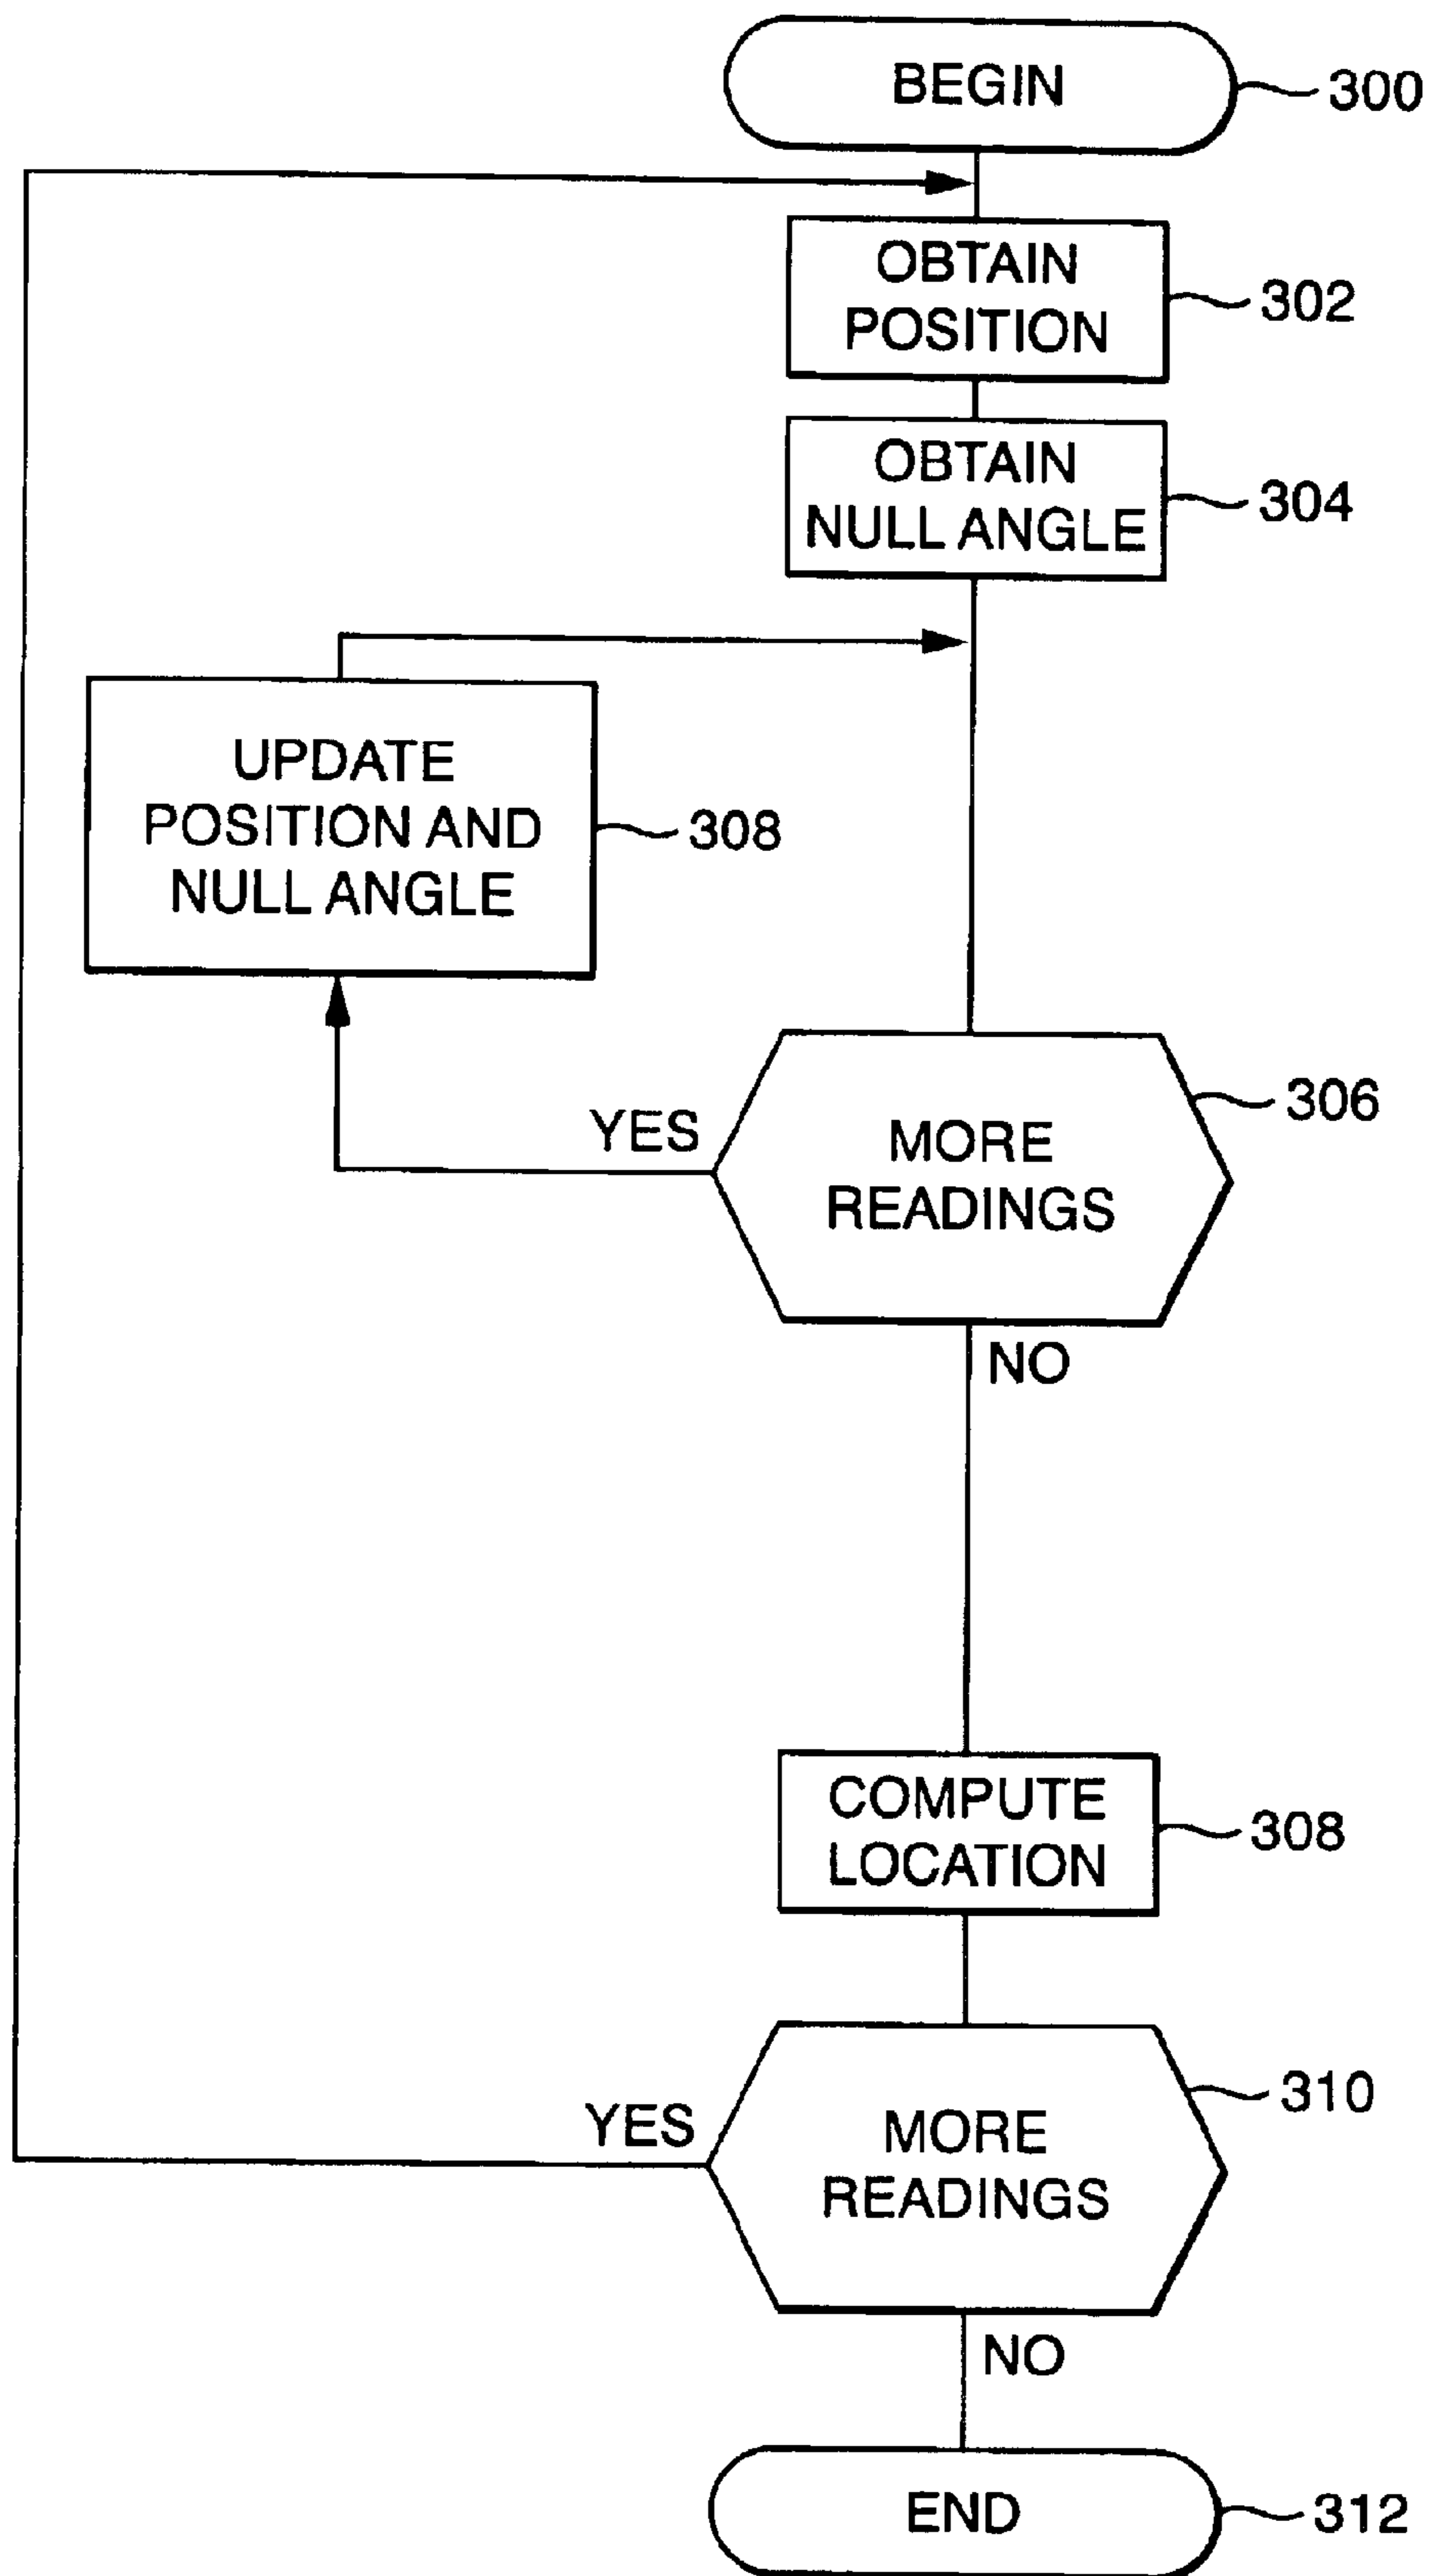 BEGIN
300
OBTAIN
POSITION
302
OBTAIN
NULL ANGLE
304
UPDATE
POSITION AND
NULL ANGLE
308
YES
MORE
READINGS
306
NO
COMPUTE
LOCATION
308
YES
MORE
READINGS
310
NO
END
312